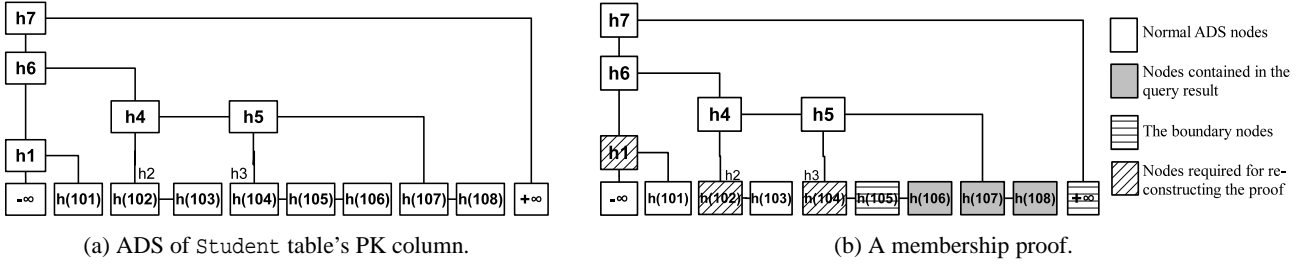 h7
h6
h4
h5
h1
h2
h3
-∞
h(101)
h(102)
h(103)
h(104)
h(105)
h(106)
h(107)
h(108)
+∞
(a) ADS of Student table's PK column.
h7
h6
h4
h5
h1
h2
h3
-∞
h(101)
h(102)
h(103)
h(104)
h(105)
h(106)
h(107)
h(108)
+∞
(b) A membership proof.
Normal ADS nodes
Nodes contained in the
query result
The boundary nodes
Nodes required for re-
constructing the proof